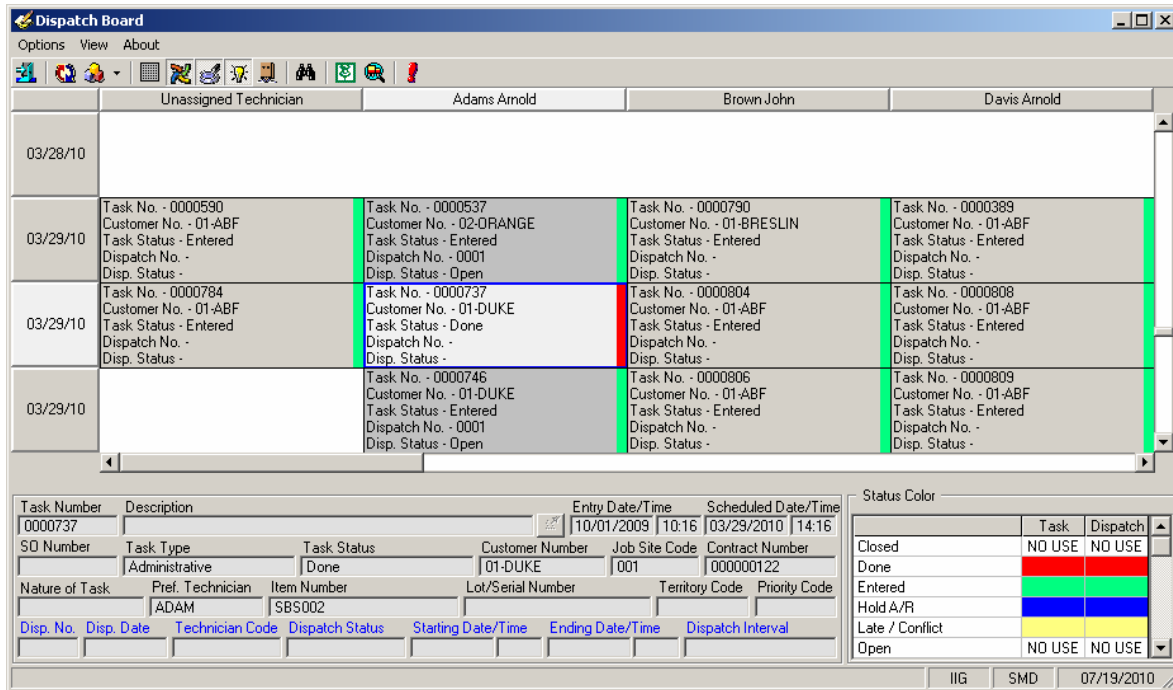 Dispatch Board
Options View About
Unassigned Technician Adams Arnold Brown John Davis Arnold
03/28/10
03/29/10
Task No. - 0000590
Customer No. - 01-ABF
Task Status - Entered
Dispatch No. -
Disp. Status -
Task No. - 0000537
Customer No. - 02-ORANGE
Task Status - Entered
Dispatch No. - 0001
Disp. Status - Open
Task No. - 0000790
Customer No. - 01-BRESLIN
Task Status - Entered
Dispatch No. -
Disp. Status -
Task No. - 0000389
Customer No. - 01-ABF
Task Status - Entered
Dispatch No. -
Disp. Status -
03/29/10
Task No. - 0000784
Customer No. - 01-ABF
Task Status - Entered
Dispatch No. -
Disp. Status -
Task No. - 0000737
Customer No. - 01-DUKE
Task Status - Done
Dispatch No. -
Disp. Status -
Task No. - 0000804
Customer No. - 01-ABF
Task Status - Entered
Dispatch No. -
Disp. Status -
Task No. - 0000808
Customer No. - 01-ABF
Task Status - Entered
Dispatch No. -
Disp. Status -
03/29/10
Task No. - 0000746
Customer No. - 01-DUKE
Task Status - Entered
Dispatch No. - 0001
Disp. Status - Open
Task No. - 0000806
Customer No. - 01-ABF
Task Status - Entered
Dispatch No. -
Disp. Status -
Task No. - 0000809
Customer No. - 01-ABF
Task Status - Entered
Dispatch No. -
Disp. Status -
Task Number Description Entry Date/Time Scheduled Date/Time
0000737 10/01/2009 10:16 03/29/2010 14:16
SO Number Task Type Task Status Customer Number Job Site Code Contract Number
Administrative Done 01-DUKE 001 000000122
Nature of Task Pref. Technician Item Number Lot/Serial Number Territory Code Priority Code
ADAM SBS002
Disp. No. Disp. Date Technician Code Dispatch Status Starting Date/Time Ending Date/Time Dispatch Interval
Status Color
Task Dispatch
Closed NO USE NO USE
Done
Entered
Hold A/R
Late / Conflict
Open NO USE NO USE
IIG SMD 07/19/2010